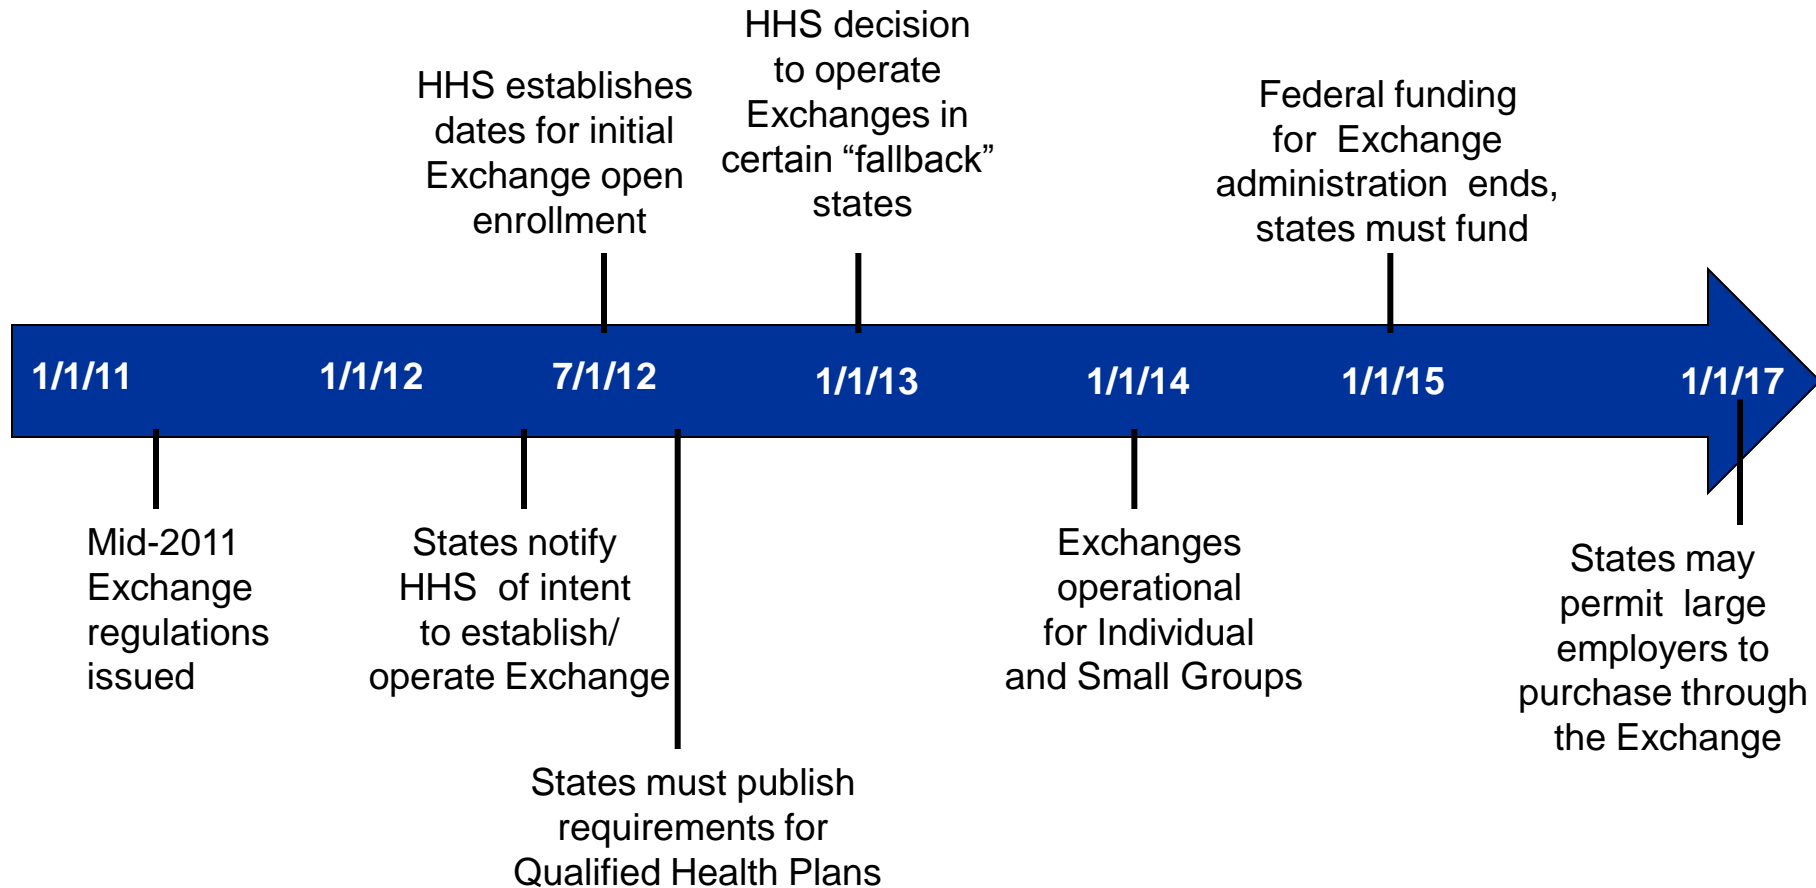 HHS establishes
dates for initial
Exchange open
enrollment
HHS decision
to operate
Exchanges in
certain “fallback”
states
Federal funding
for Exchange
administration ends,
states must fund
1/1/11
1/1/12
7/1/12
1/1/13
1/1/14
1/1/15
1/1/17
Mid-2011
Exchange
regulations
issued
States notify
HHS of intent
to establish/
operate Exchange
States must publish
requirements for
Qualified Health Plans
Exchanges
operational
for Individual
and Small Groups
States may
permit large
employers to
purchase through
the Exchange